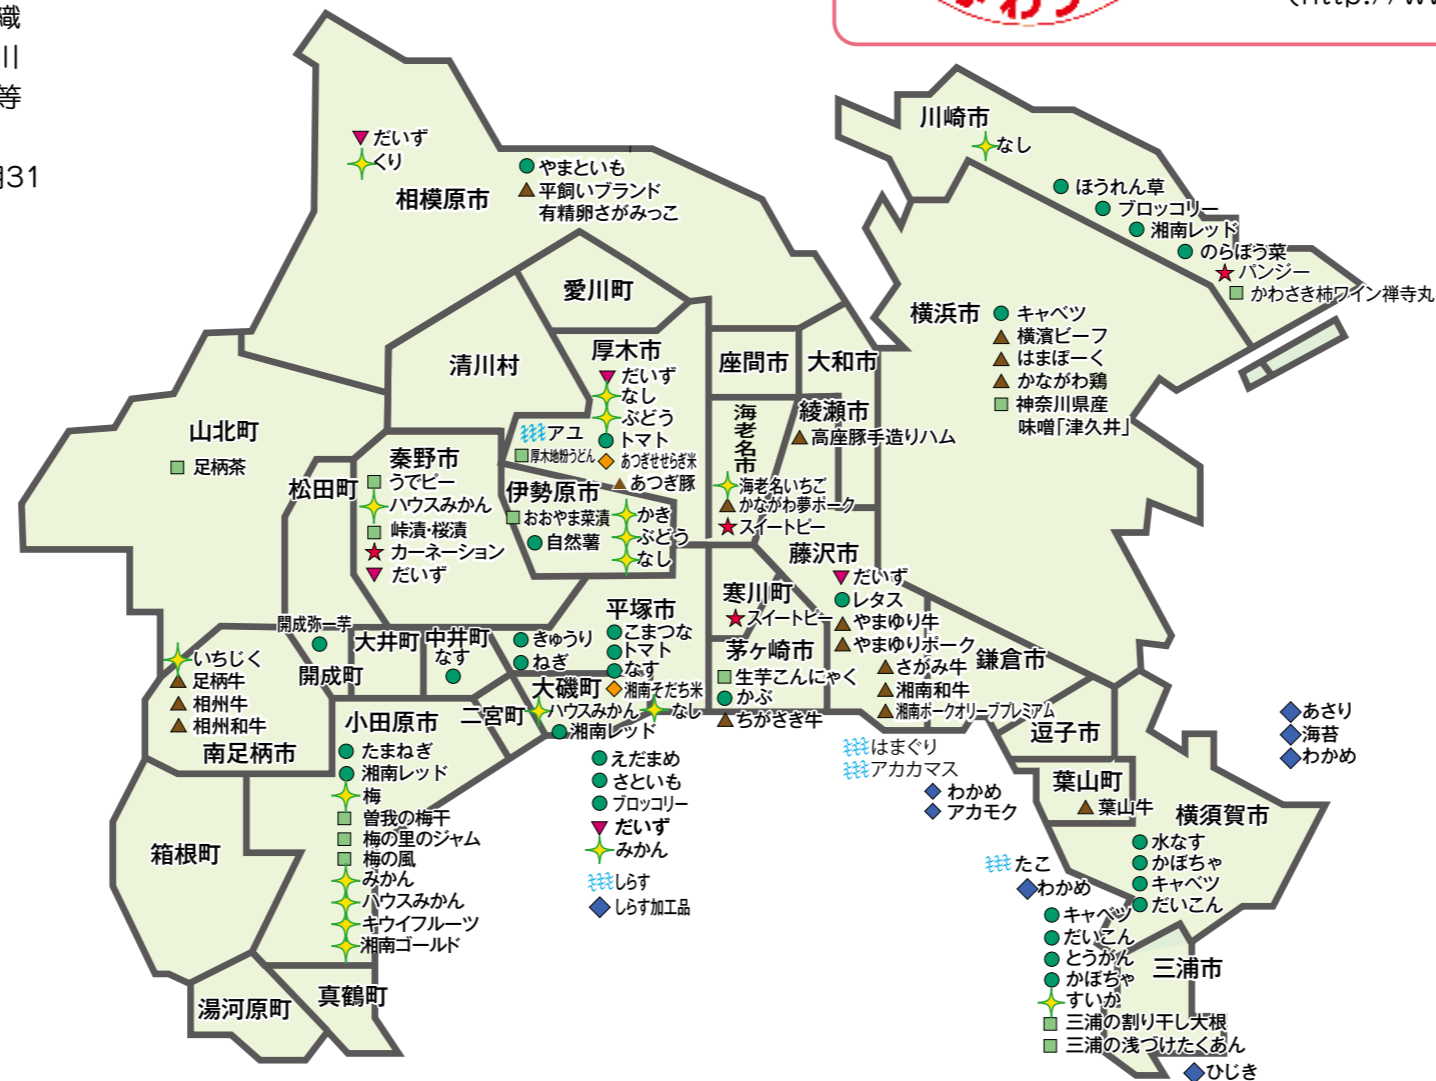 織
川
等
月31
かわさ
(http://ww
川崎市
なし
ほうれん草
ブロッコリー
湘南レッド
のらぼう菜
パンジー
かわさき柿ワイン禅寺丸
だいず
くり
相模原市
やまといも
平飼いブランド
有精卵さがみっこ
愛川町
清川村
厚木市
だいず
なし
ぶどう
トマト
あつぎせせらぎ米
あつぎ豚
アユ
厚木地粉うどん
座間市
大和市
横浜市
キャベツ
横濱ビーフ
はまぽーく
かながわ鶏
神奈川県産
味噌「津久井」
海老名市
海老名いちご
かながわ夢ポーク
スイートピー
綾瀬市
高座豚手造りハム
山北町
足柄茶
松田町
秦野市
うでピー
ハウスみかん
峠漬・桜漬
カーネーション
だいず
伊勢原市
おおやま菜漬
自然薯
かき
ぶどう
なし
藤沢市
だいず
レタス
やまゆり牛
やまゆりポーク
さがみ牛
湘南和牛
湘南ポークオリーブプレミアム
寒川町
スイートピー
茅ヶ崎市
生芋こんにゃく
かぶ
ちがさき牛
鎌倉市
開成弥一芋
開成町
大井町
中井町
なす
平塚市
きゅうり
ねぎ
こまつな
トマト
なす
湘南そだち米
なし
大磯町
ハウスみかん
湘南レッド
二宮町
いちじく
足柄牛
相州牛
相州和牛
南足柄市
小田原市
たまねぎ
湘南レッド
梅
曽我の梅干
梅の里のジャム
梅の風
みかん
ハウスみかん
キウイフルーツ
湘南ゴールド
えだまめ
さといも
ブロッコリー
だいず
みかん
しらす
しらす加工品
はまぐり
アカカマス
わかめ
アカモク
逗子市
葉山町
葉山牛
あさり
海苔
わかめ
横須賀市
水なす
かぼちゃ
キャベツ
だいこん
たこ
わかめ
キャベツ
だいこん
とうがん
かぼちゃ
すいか
三浦の割り干し大根
三浦の浅づけたくあん
三浦市
ひじき
箱根町
湯河原町
真鶴町